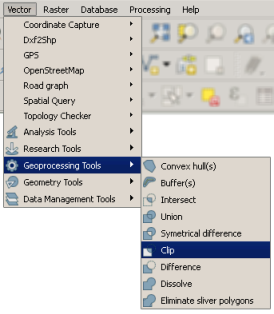 Vector Raster Database Processing Help
Coordinate Capture
Dxf2Shp
GPS
OpenStreetMap
Road graph
Spatial Query
Topology Checker
Analysis Tools
Research Tools
Geoprocessing Tools
Geometry Tools
Data Management Tools
Convex hull(s)
Buffer(s)
Intersect
Union
Symetrical difference
Clip
Difference
Dissolve
Eliminate sliver polygons